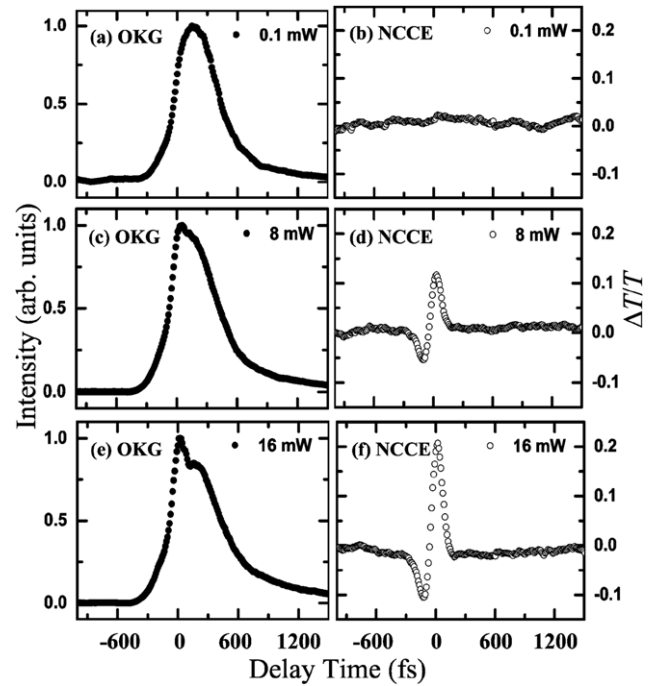 (a) OKG ● 0.1 mW
(b) NCCE ○ 0.1 mW
1.0
0.5
0.0
0.2
0.1
0.0
-0.1
(c) OKG ● 8 mW
(d) NCCE ○ 8 mW
1.0
0.5
0.0
0.2
0.1
0.0
-0.1
(e) OKG ● 16 mW
(f) NCCE ○ 16 mW
1.0
0.5
0.0
0.2
0.1
0.0
-0.1
Intensity (arb. units)
ΔT/T
-600 0 600 1200
-600 0 600 1200
Delay Time (fs)